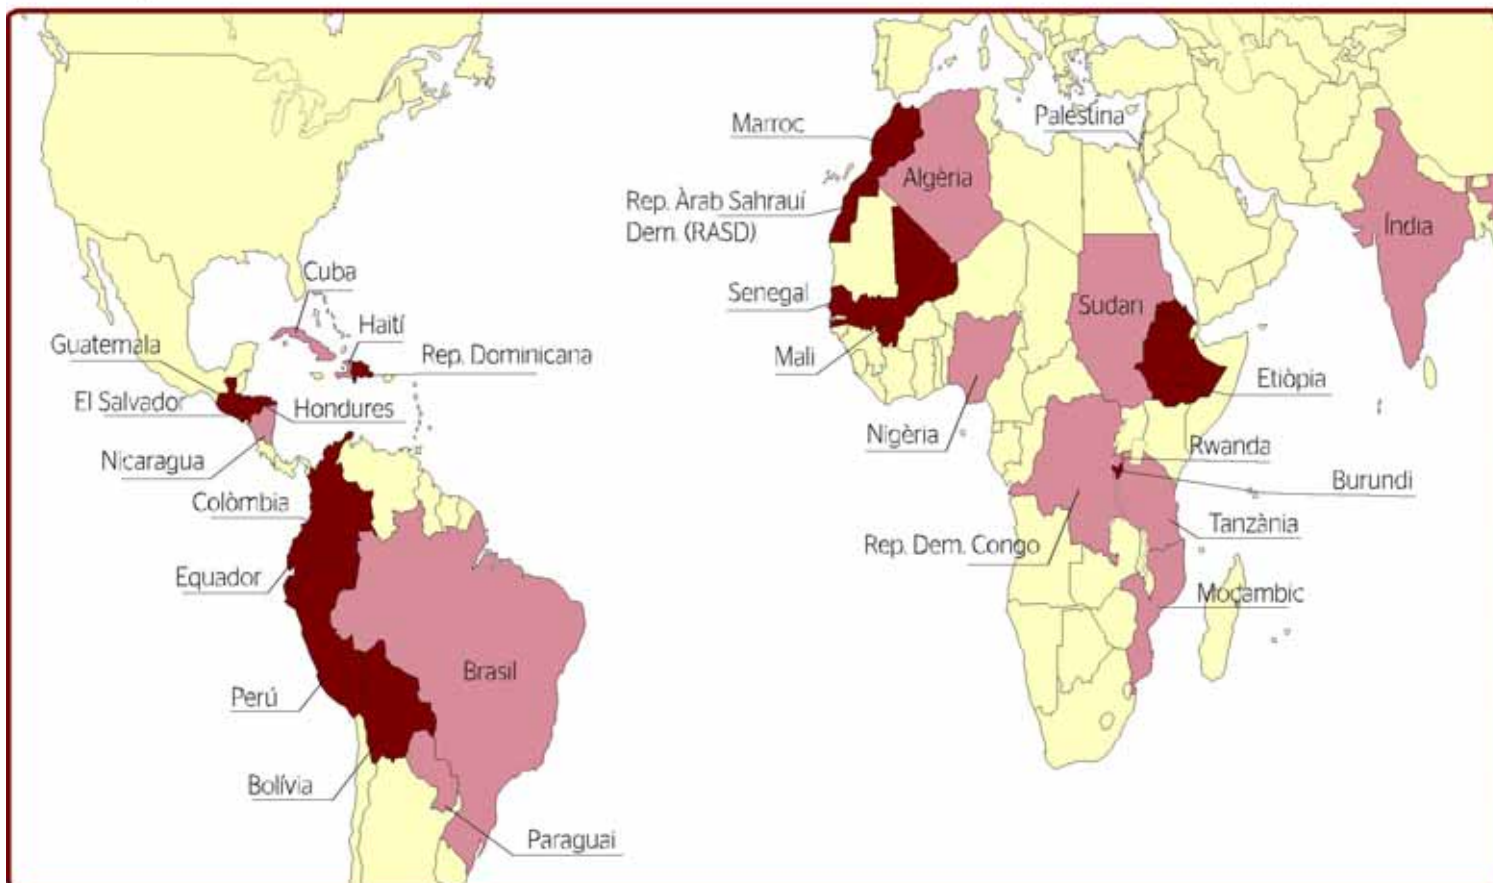 Marroc
Palestina
Algèria
Rep. Àrab Sahrauí
Dem. (RASD)
Índia
Cuba
Senegal
Sudan
Haití
Guatemala
Rep. Dominicana
Mali
Etiòpia
El Salvador
Hondures
Nigèria
Rwanda
Nicaragua
Burundi
Colòmbia
Tanzània
Rep. Dem. Congo
Equador
Moçambic
Brasil
Perú
Bolívia
Paraguai